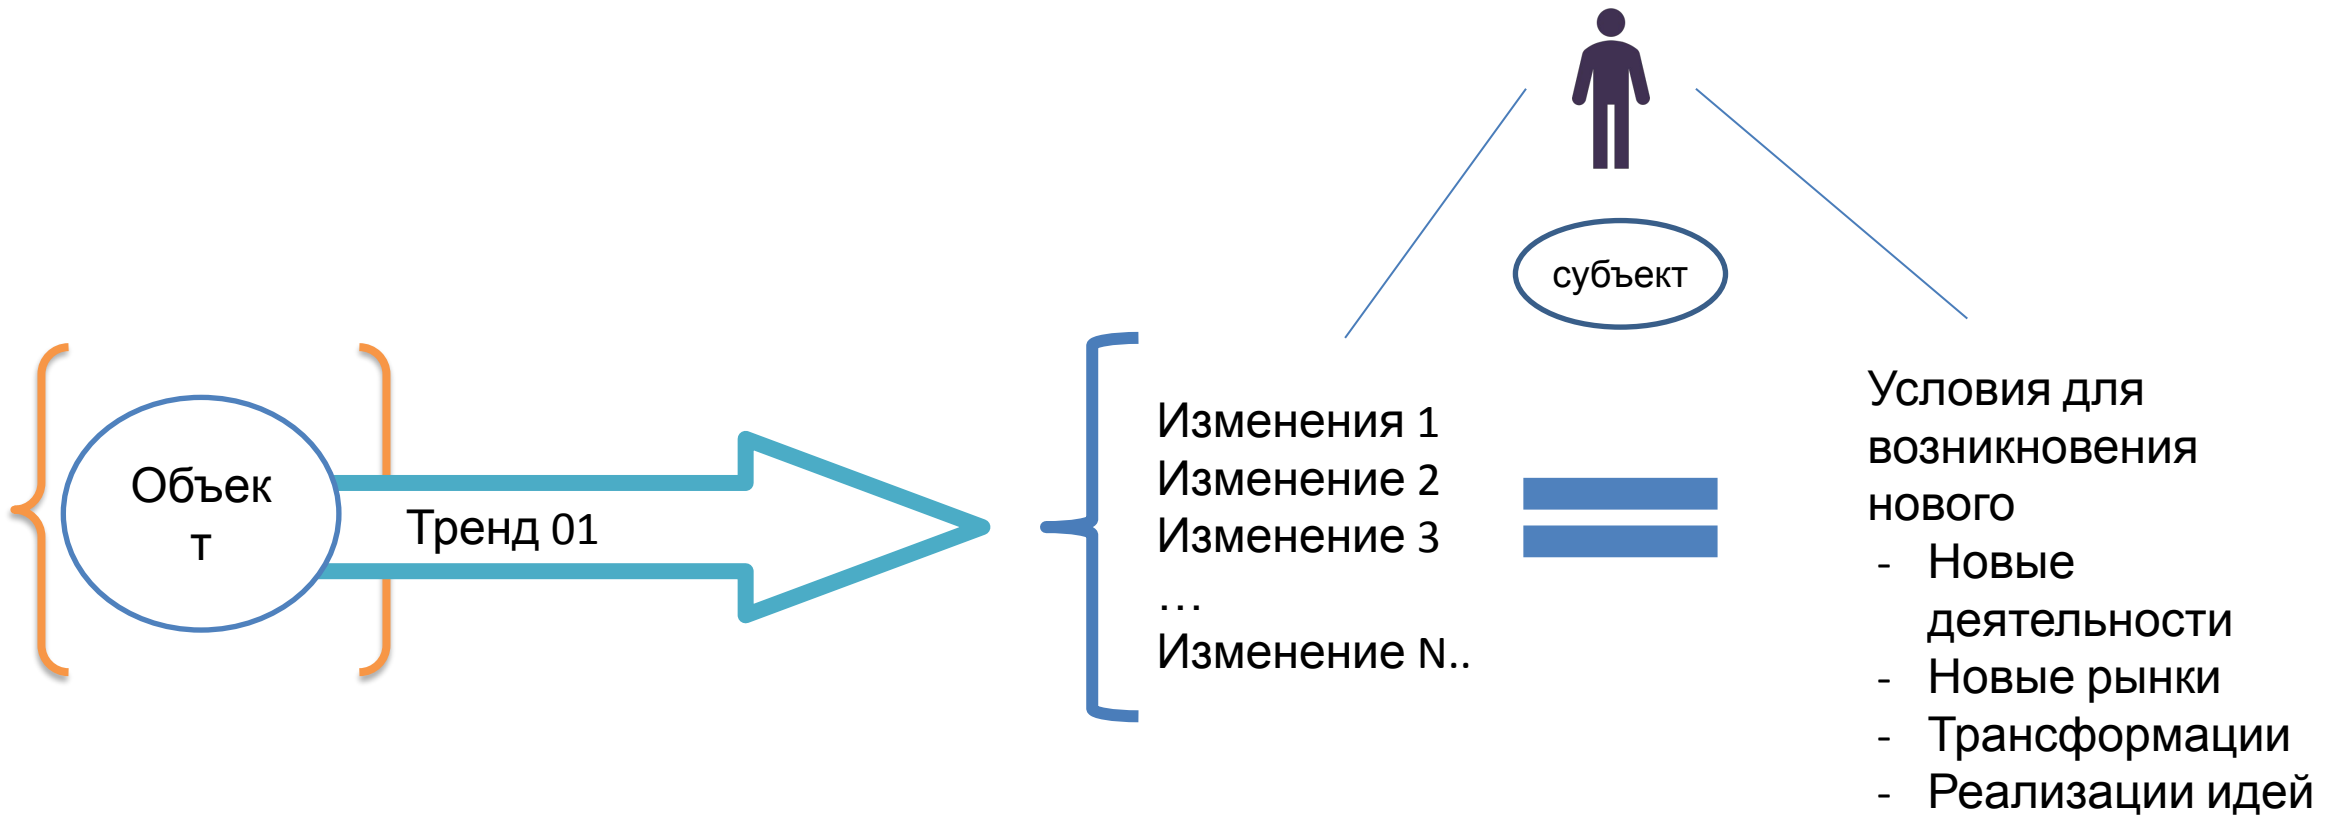 субъект
Объек
т
Тренд 01
Изменения 1
Изменение 2
Изменение 3
…
Изменение N..
Условия для
возникновения
нового
- Новые
деятельности
- Новые рынки
- Трансформации
- Реализации идей